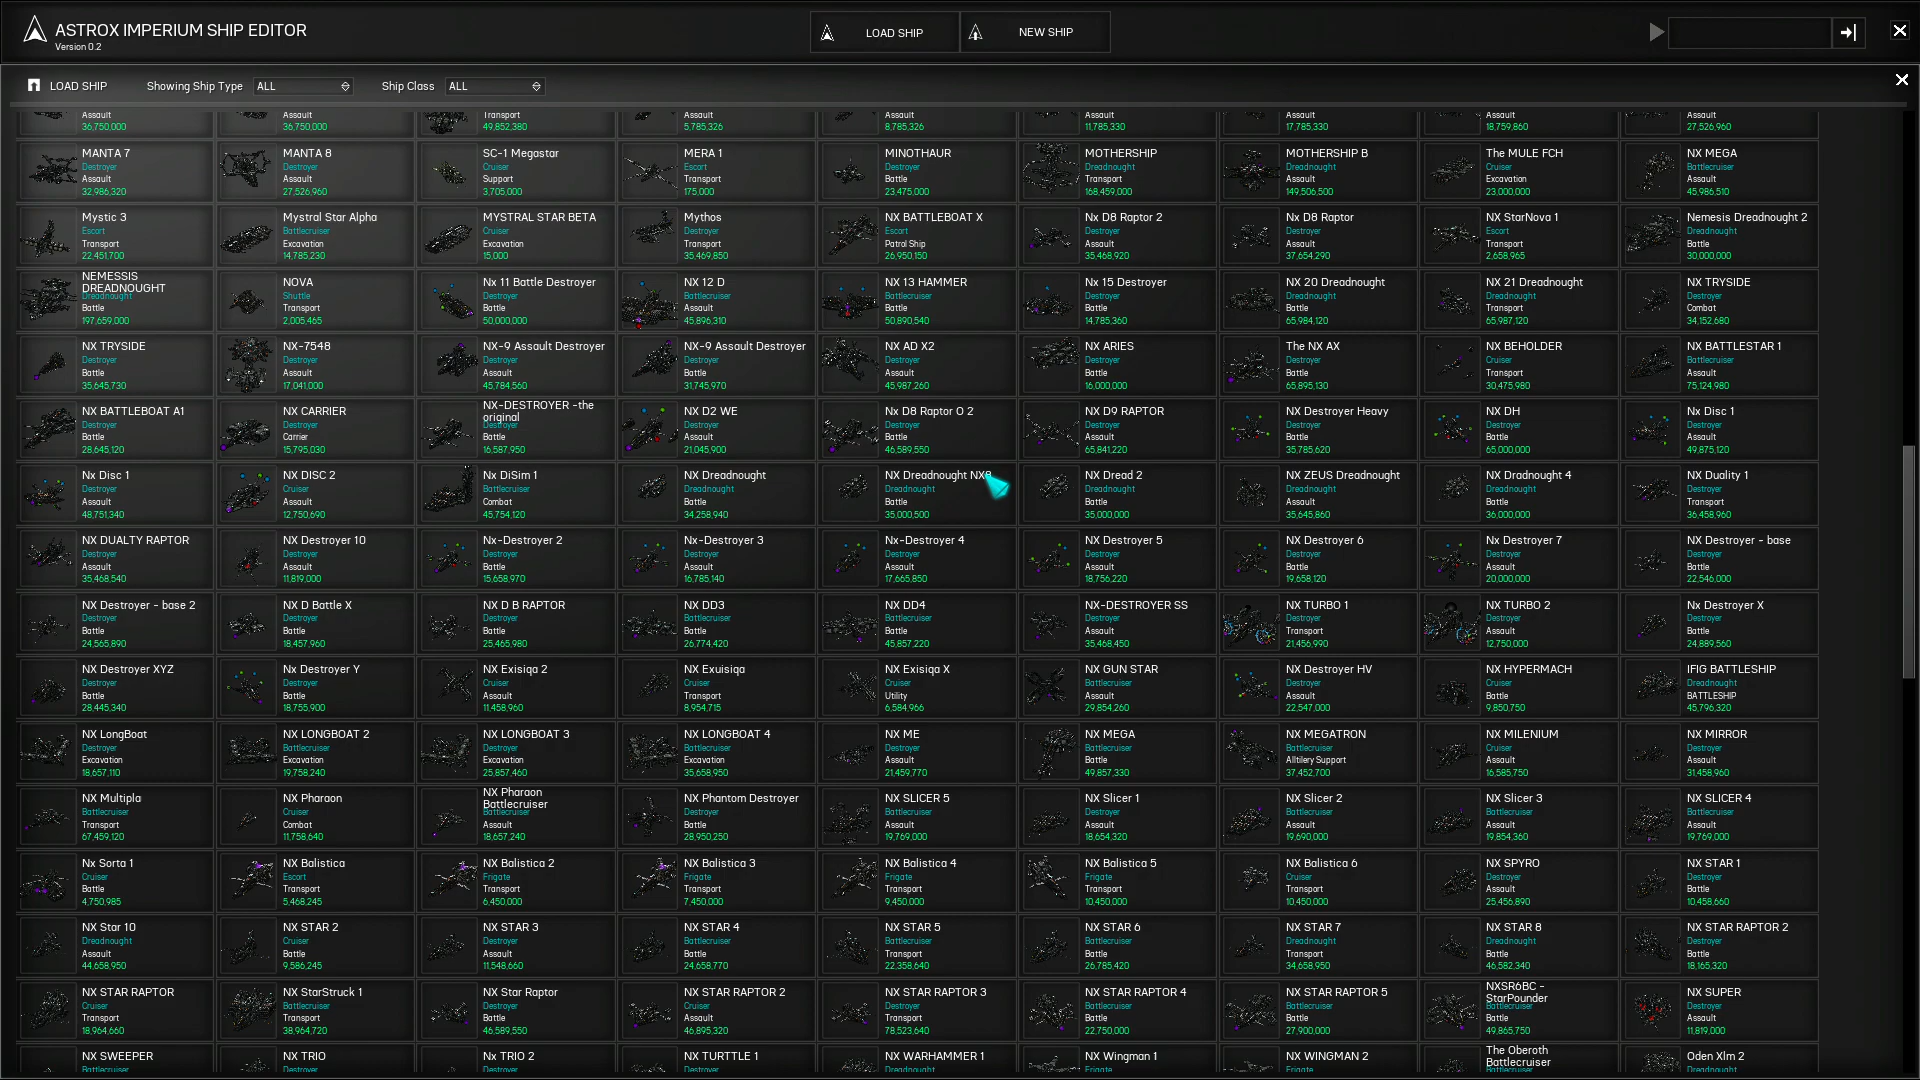 ASTROX IMPERIUM SHIP EDITOR
Version 0.2
LOAD SHIP
NEW SHIP
LOAD SHIP
Showing Ship Type
ALL
Ship Class
ALL
Assault
36,750,000
Assault
36,750,000
Transport
49,852,380
Assault
5,785,326
Assault
8,785,326
Assault
11,785,330
Assault
17,785,330
Assault
18,759,860
Assault
27,526,960
MANTA 7
Destroyer
Assault
32,986,320
MANTA 8
Destroyer
Assault
27,526,960
SC-1 Megastar
Cruiser
Support
3,705,000
MERA 1
Escort
Transport
175,000
MINOTHAUR
Destroyer
Battle
23,475,000
MOTHERSHIP
Dreadnought
Transport
168,459,000
MOTHERSHIP B
Dreadnought
Assault
149,506,500
The MULE FCH
Cruiser
Excavation
23,000,000
NX MEGA
Battlecruiser
Assault
45,986,510
Mystic 3
Escort
Transport
22,451,700
Mystral Star Alpha
Battlecruiser
Excavation
14,785,230
MYSTRAL STAR BETA
Cruiser
Excavation
15,000
Mythos
Destroyer
Transport
35,469,850
NX BATTLEBOAT X
Escort
Patrol Ship
26,950,150
Nx D8 Raptor 2
Destroyer
Assault
35,468,920
Nx D8 Raptor
Destroyer
Assault
37,654,290
NX StarNova 1
Escort
Transport
2,658,965
Nemesis Dreadnought 2
Dreadnought
Battle
30,000,000
NEMESSIS
DREADNOUGHT
Dreadnought
Battle
197,659,000
NOVA
Shuttle
Transport
2,005,465
Nx 11 Battle Destroyer
Destroyer
Battle
50,000,000
NX 12 D
Battlecruiser
Assault
45,896,310
NX 13 HAMMER
Battlecruiser
Battle
50,890,540
Nx 15 Destroyer
Destroyer
Battle
14,785,360
NX 20 Dreadnought
Dreadnought
Battle
65,984,120
NX 21 Dreadnought
Dreadnought
Transport
65,987,120
NX TRYSIDE
Destroyer
Combat
34,152,680
NX TRYSIDE
Destroyer
Battle
35,645,730
NX-7548
Destroyer
Battle
17,041,000
NX-9 Assault Destroyer
Destroyer
Assault
45,784,560
NX-9 Assault Destroyer
Destroyer
Battle
31,745,970
NX AD X2
Destroyer
Assault
45,987,260
NX ARIES
Destroyer
Battle
16,000,000
The NX AX
Destroyer
Battle
65,895,130
NX BEHOLDER
Cruiser
Transport
30,475,980
NX BATTLESTAR 1
Destroyer
Assault
75,124,980
NX BATTLEBOAT A1
Destroyer
Battle
28,645,120
NX CARRIER
Destroyer
Carrier
15,795,030
NX-DESTROYER -the
original
Destroyer
Battle
16,587,950
NX D2 WE
Destroyer
Assault
21,045,900
Nx D8 Raptor O 2
Destroyer
Battle
46,589,550
NX D9 RAPTOR
Destroyer
Assault
65,841,220
NX Destroyer Heavy
Destroyer
Battle
35,785,620
NX DH
Destroyer
Battle
65,000,000
Nx Disc 1
Destroyer
Assault
49,875,120
Nx Disc 1
Destroyer
Assault
48,751,340
NX DISC 2
Cruiser
Assault
12,750,690
Nx DiSim 1
Battlecruiser
Combat
45,754,120
NX Dreadnought
Dreadnought
Battle
34,258,940
NX Dreadnought
Dreadnought
Battle
35,000,500
NX Dread 2
Dreadnought
Battle
35,000,000
NX ZEUS Dreadnought
Dreadnought
Assault
35,645,860
NX Dradnought 4
Dreadnought
Battle
36,000,000
NX Duality 1
Destroyer
Transport
36,458,960
NX DUALTY RAPTOR
Destroyer
Assault
35,468,540
NX Destroyer 10
Destroyer
Assault
11,819,000
Nx-Destroyer 2
Destroyer
Battle
15,658,970
Nx-Destroyer 3
Destroyer
Assault
16,785,140
Nx-Destroyer 4
Destroyer
Assault
17,665,850
NX Destroyer 5
Destroyer
Assault
18,756,220
NX Destroyer 6
Destroyer
Battle
19,658,120
Nx Destroyer 7
Destroyer
Assault
20,000,000
NX Destroyer - base
Destroyer
Battle
22,546,000
NX Destroyer - base 2
Destroyer
Battle
24,565,890
NX D Battle X
Destroyer
Battle
18,457,960
NX D B RAPTOR
Destroyer
Battle
25,465,980
NX DD3
Battlecruiser
Battle
26,774,420
NX DD4
Battlecruiser
Battle
45,857,220
NX-DESTROYER SS
Destroyer
Assault
35,468,450
NX TURBO 1
Destroyer
Transport
21,456,990
NX TURBO 2
Destroyer
Assault
12,750,000
Nx Destroyer X
Destroyer
Battle
24,889,560
NX Destroyer XYZ
Destroyer
Battle
28,445,340
Nx Destroyer Y
Destroyer
Battle
18,755,900
NX Exisiqa 2
Cruiser
Assault
11,458,960
NX Exuisiqa
Cruiser
Transport
8,954,715
NX Exisiqa X
Cruiser
Utility
6,584,966
NX GUN STAR
Battlecruiser
Assault
29,854,260
NX Destroyer HV
Destroyer
Assault
22,547,000
NX HYPERMACH
Cruiser
Battle
9,850,750
IFIG BATTLESHIP
Dreadnought
BATTLESHIP
45,796,320
NX LongBoat
Destroyer
Excavation
18,657,110
NX LONGBOAT 2
Battlecruiser
Excavation
19,758,240
NX LONGBOAT 3
Destroyer
Excavation
25,857,460
NX LONGBOAT 4
Battlecruiser
Excavation
35,658,950
NX ME
Destroyer
Assault
21,459,770
NX MEGA
Battlecruiser
Battle
49,857,330
NX MEGATRON
Battlecruiser
Alltilery Support
37,452,700
NX MILENIUM
Cruiser
Assault
16,585,750
NX MIRROR
Destroyer
Assault
31,458,960
NX Multipla
Battlecruiser
Transport
67,459,120
NX Pharaon
Cruiser
Combat
11,758,640
NX Pharaon
Battlecruiser
Battlecruiser
Assault
18,657,240
NX Phantom Destroyer
Destroyer
Battle
28,950,250
NX SLICER 5
Battlecruiser
Assault
19,769,000
NX Slicer 1
Destroyer
Assault
18,654,320
NX Slicer 2
Battlecruiser
Assault
19,690,000
NX Slicer 3
Battlecruiser
Assault
19,854,360
NX SLICER 4
Battlecruiser
Assault
19,769,000
Nx Sorta 1
Cruiser
Battle
4,750,985
NX Balistica
Escort
Transport
5,468,245
NX Balistica 2
Frigate
Transport
6,450,000
NX Balistica 3
Frigate
Transport
7,450,000
NX Balistica 4
Frigate
Transport
9,450,000
NX Balistica 5
Frigate
Transport
10,450,000
NX Balistica 6
Cruiser
Transport
10,450,000
NX SPYRO
Destroyer
Assault
25,456,890
NX STAR 1
Destroyer
Battle
10,458,660
NX Star 10
Dreadnought
Assault
44,658,950
NX STAR 2
Cruiser
Battle
9,586,245
NX STAR 3
Destroyer
Assault
11,548,660
NX STAR 4
Battlecruiser
Battle
24,658,770
NX STAR 5
Battlecruiser
Transport
22,358,640
NX STAR 6
Battlecruiser
Battle
26,785,420
NX STAR 7
Dreadnought
Transport
34,658,950
NX STAR 8
Dreadnought
Battle
46,582,340
NX STAR RAPTOR 2
Destroyer
Battle
18,165,320
NX STAR RAPTOR
Cruiser
Transport
18,964,660
NX StarStruck 1
Battlecruiser
Transport
38,964,720
NX Star Raptor
Destroyer
Battle
46,589,550
NX STAR RAPTOR 2
Cruiser
Assault
46,895,320
NX STAR RAPTOR 3
Destroyer
Transport
78,523,640
NX STAR RAPTOR 4
Battlecruiser
Battle
22,750,000
NX STAR RAPTOR 5
Battlecruiser
Battle
27,900,000
NXSR6BC -
StarPounder
Battlecruiser
Battle
49,865,750
NX SUPER
Destroyer
Assault
11,819,000
NX SWEEPER
Battlecruiser
NX TRIO
Destroyer
Nx TRIO 2
Destroyer
NX TURTTLE 1
Destroyer
NX WARHAMMER 1
Dreadnought
NX Wingman 1
Frigate
NX WINGMAN 2
Frigate
The Oberoth
Battlecruiser
Battlecruiser
Oden Xlm 2
Dreadnought